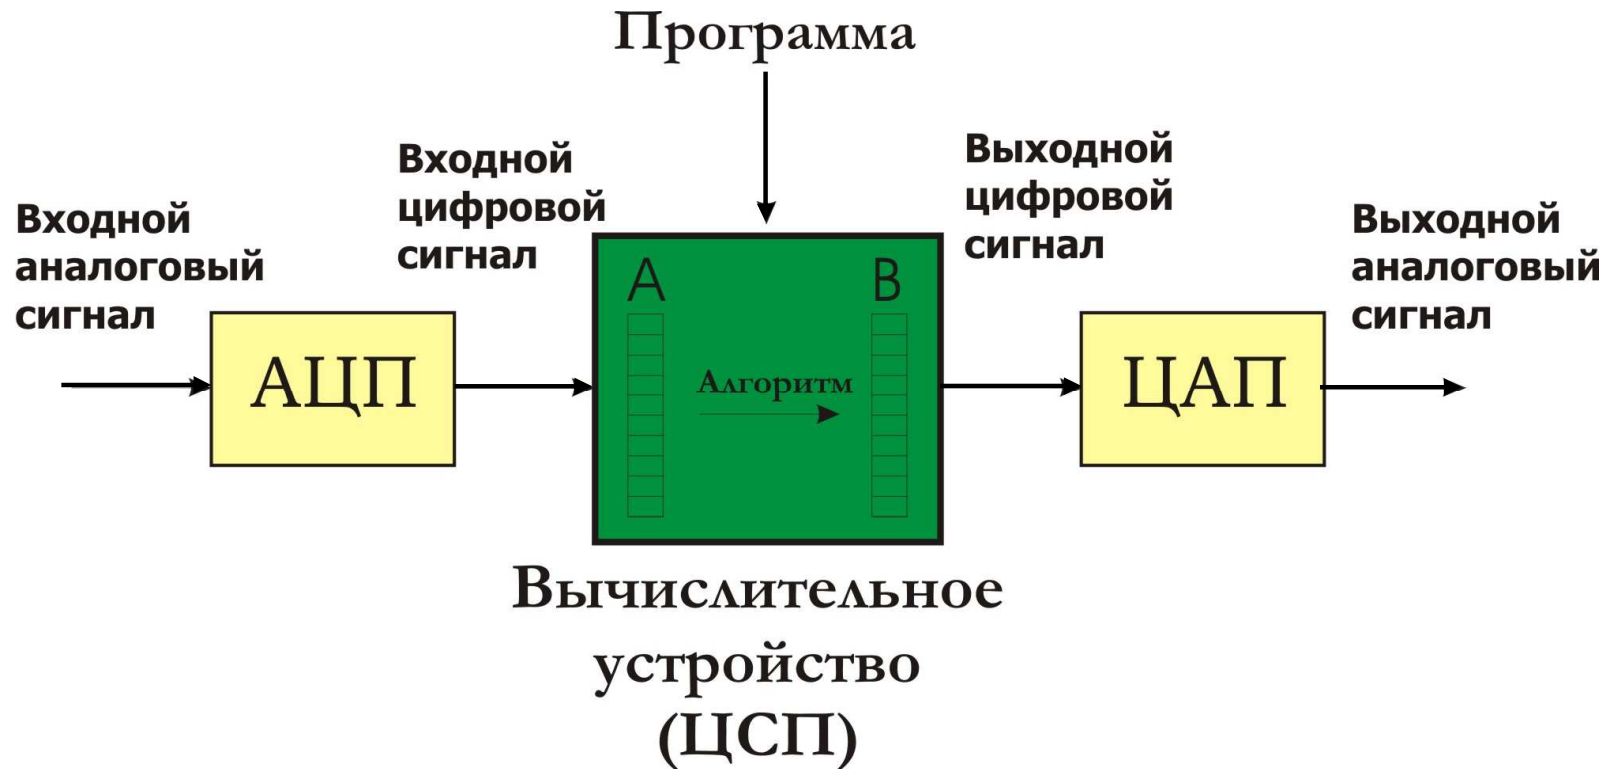 Программа
Входной
аналоговый
сигнал
АЦП
Входной
цифровой
сигнал
A
Алгоритм
B
Вычислительное
устройство
(ЦСП)
Выходной
цифровой
сигнал
ЦАП
Выходной
аналоговый
сигнал